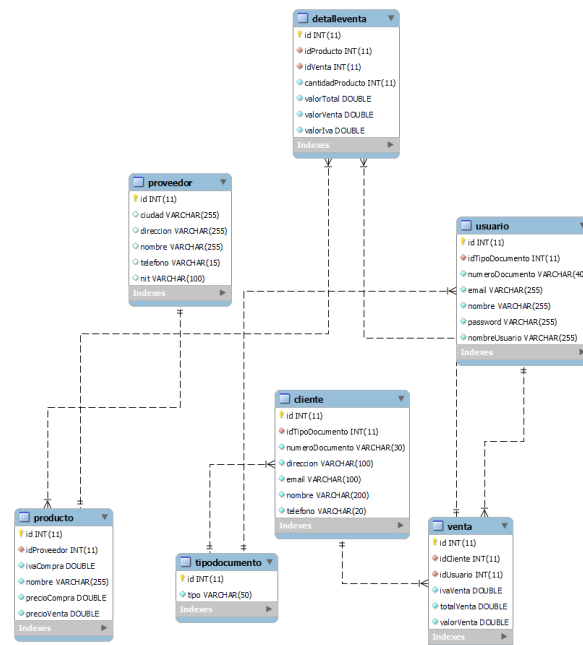 detalleventa
id INT(11)
idProducto INT(11)
idVenta INT(11)
cantidadProducto INT(11)
valorTotal DOUBLE
valorVenta DOUBLE
valorIva DOUBLE
Indexes
proveedor
id INT(11)
ciudad VARCHAR(255)
direccion VARCHAR(255)
nombre VARCHAR(255)
telefono VARCHAR(15)
nit VARCHAR(100)
Indexes
usuario
id INT(11)
idTipoDocumento INT(11)
numeroDocumento VARCHAR(40
email VARCHAR(255)
nombre VARCHAR(255)
password VARCHAR(255)
nombreUsuario VARCHAR(255)
Indexes
cliente
id INT(11)
idTipoDocumento INT(11)
numeroDocumento VARCHAR(30)
direccion VARCHAR(100)
email VARCHAR(100)
nombre VARCHAR(200)
telefono VARCHAR(20)
Indexes
producto
id INT(11)
idProveedor INT(11)
ivaCompra DOUBLE
nombre VARCHAR(255)
precioCompra DOUBLE
precioVenta DOUBLE
Indexes
tipodocumento
id INT(11)
tipo VARCHAR(50)
Indexes
venta
id INT(11)
idCliente INT(11)
idUsuario INT(11)
ivaVenta DOUBLE
totalVenta DOUBLE
valorVenta DOUBLE
Indexes